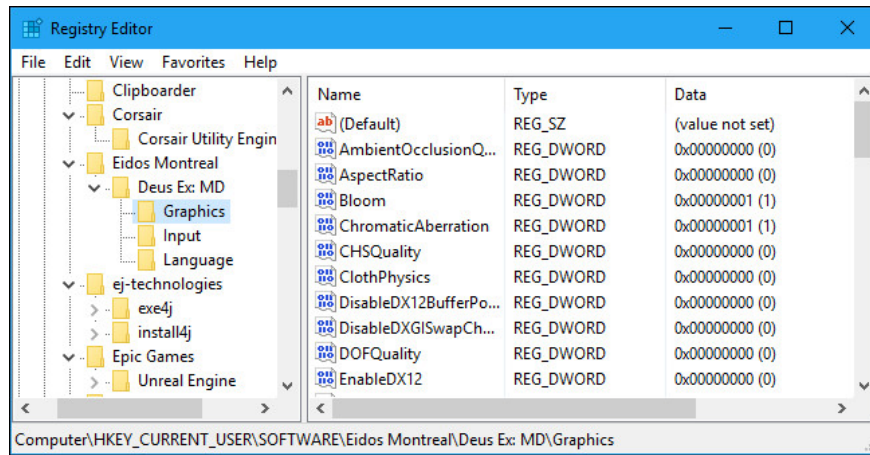 Registry Editor
File Edit View Favorites Help
Clipboarder
Corsair
Corsair Utility Engin
Eidos Montreal
Deus Ex: MD
Graphics
Input
Language
ej-technologies
exe4j
install4j
Epic Games
Unreal Engine
Name Type Data
ab (Default) REG_SZ (value not set)
AmbientOcclusionQ... REG_DWORD 0x00000000 (0)
AspectRatio REG_DWORD 0x00000000 (0)
Bloom REG_DWORD 0x00000001 (1)
ChromaticAberration REG_DWORD 0x00000001 (1)
CHSQuality REG_DWORD 0x00000000 (0)
ClothPhysics REG_DWORD 0x00000000 (0)
DisableDX12BufferPo... REG_DWORD 0x00000000 (0)
DisableDXGISwapCh... REG_DWORD 0x00000000 (0)
DOFQuality REG_DWORD 0x00000000 (0)
EnableDX12 REG_DWORD 0x00000000 (0)
Computer\HKEY_CURRENT_USER\SOFTWARE\Eidos Montreal\Deus Ex: MD\Graphics